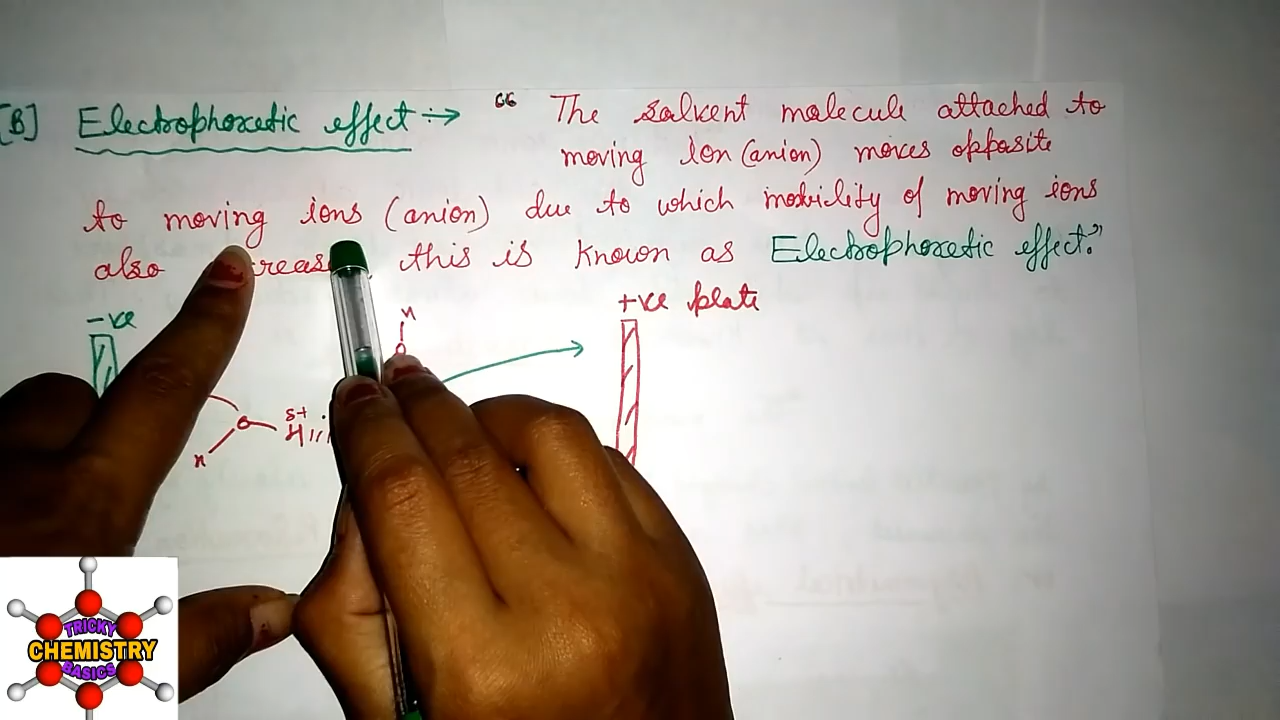 [B] Electrophoretic effect :→ “ The salvent molecule attached to
moving Ion (anion) moves opposite
to moving ions (anion) due to which mobility of moving ions
also this is known as Electrophoretic effect.”
-ve
+ve plate
H
O
δ+
H
H
TRICKY
CHEMISTRY
BASICS